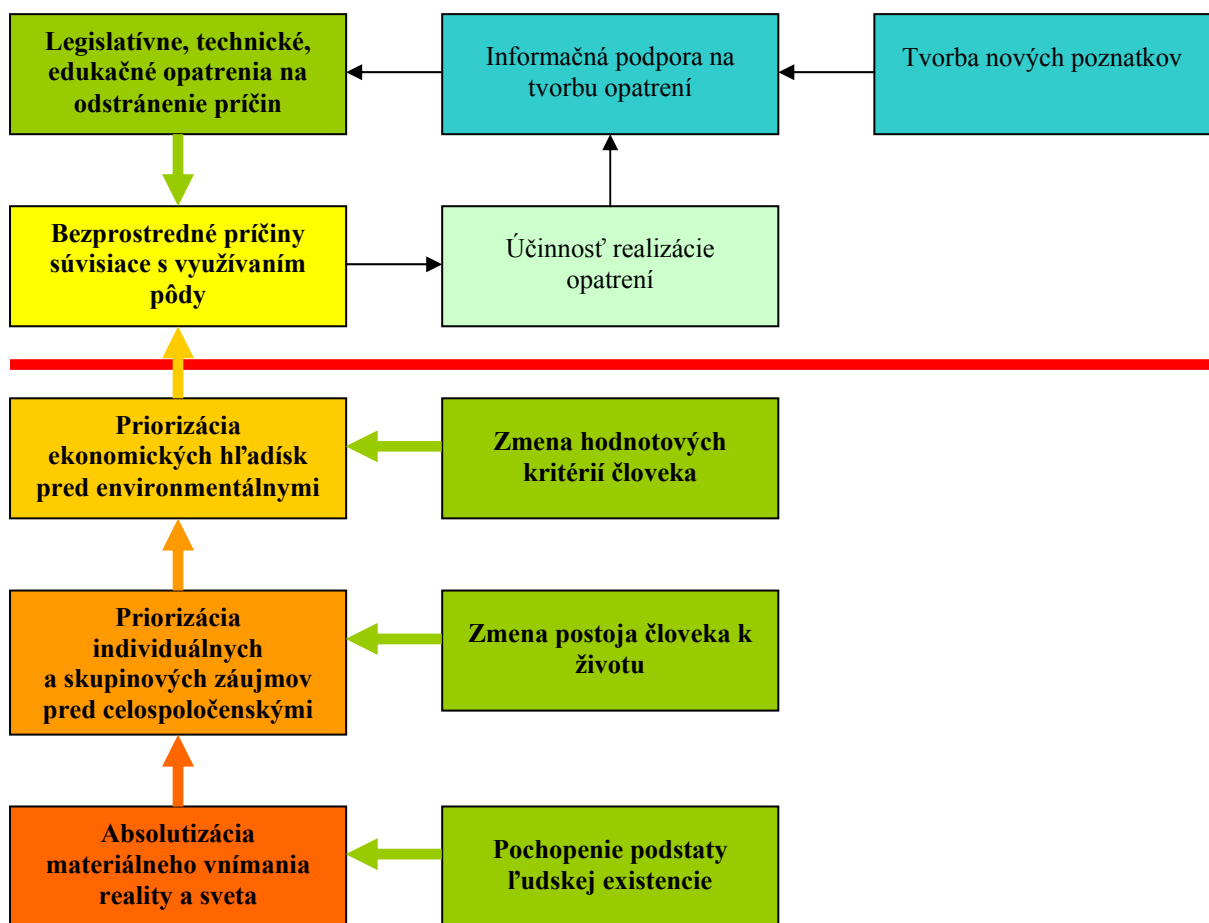 Legislatívne, technické,
edukačné opatrenia na
odstránenie príčin
Informačná podpora na
tvorbu opatrení
Tvorba nových poznatkov
Bezprostredné príčiny
súvisiace s využívaním
pôdy
Účinnosť realizácie
opatrení
Priorizácia
ekonomických hľadísk
pred environmentálnymi
Zmena hodnotových
kritérií človeka
Priorizácia
individuálnych
a skupinových záujmov
pred celospoločenskými
Zmena postoja človeka k
životu
Absolutizácia
materiálneho vnímania
reality a sveta
Pochopenie podstaty
ľudskej existencie